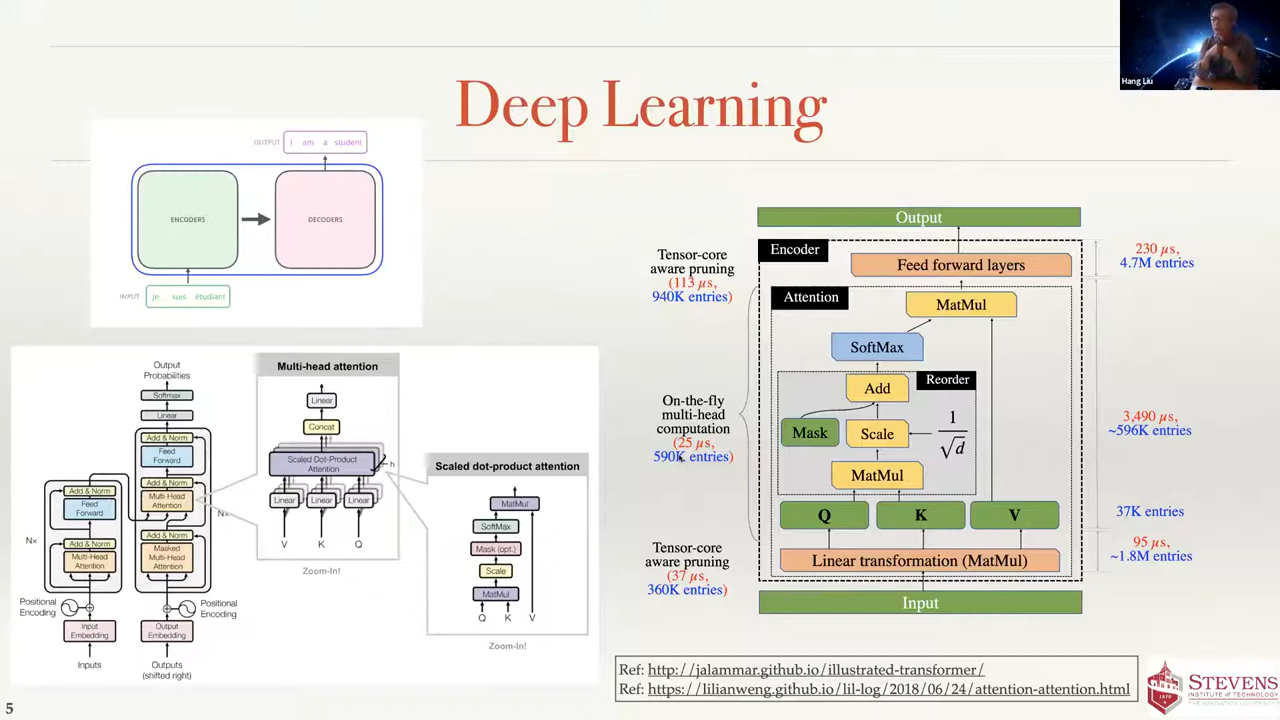 Hang Liu
Deep Learning
OUTPUT
I am a student
ENCODERS
DECODERS
INPUT
Je suis étudiant
Output
Probabilities
Softmax
Linear
Add & Norm
Feed
Forward
Add & Norm
Multi Head
Attention
Add & Norm
Masked
Multi-Head
Attention
Nx
Add & Norm
Feed
Forward
Add & Norm
Multi-Head
Attention
N×
Positional
Encoding
Positional
Encoding
Input
Embedding
Output
Embedding
Inputs
Outputs
(shifted right)
Multi-head attention
Linear
Concat
Scaled Dot-Product
Attention
h
Linear
Linear
Linear
V
K
Q
Zoom-In!
Scaled dot-product attention
MatMul
SoftMax
Mask (opt.)
Scale
MatMul
Q K V
Zoom-In!
Tensor-core
aware pruning
(113 µs,
940K entries)
On-the-fly
multi-head
computation
(25 µs,
590K entries)
Tensor-core
aware pruning
(37 µs,
360K entries)
Output
Encoder
Feed forward layers
Attention
MatMul
SoftMax
Add
Reorder
Mask
Scale
1
√d
MatMul
Q
K
V
Linear transformation (MatMul)
Input
230 µs,
4.7M entries
3,490 µs,
~596K entries
37K entries
95 µs,
~1.8M entries
Ref: http://jalammar.github.io/illustrated-transformer/
Ref: https://lilianweng.github.io/lil-log/2018/06/24/attention-attention.html
STEVENS
INSTITUTE of TECHNOLOGY
THE INNOVATION UNIVERSITY
1870
5